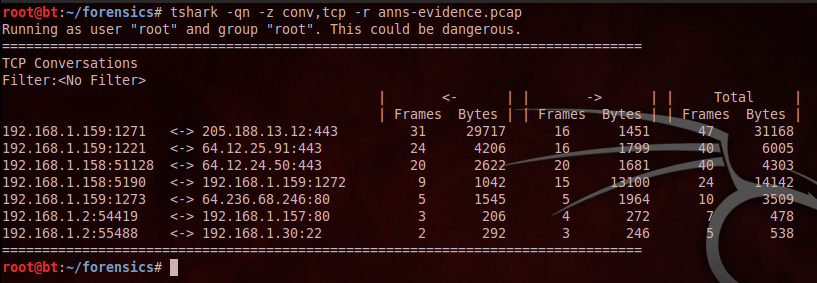 root@bt:~/forensics# tshark -qn -z conv,tcp -r anns-evidence.pcap
Running as user "root" and group "root". This could be dangerous.
================================================================================
TCP Conversations
Filter:<No Filter>
| <- | | -> | | Total |
| Frames Bytes | | Frames Bytes | | Frames Bytes |
192.168.1.159:1271 <-> 205.188.13.12:443 31 29717 16 1451 47 31168
192.168.1.159:1221 <-> 64.12.25.91:443 24 4206 16 1799 40 6005
192.168.1.158:51128 <-> 64.12.24.50:443 20 2622 20 1681 40 4303
192.168.1.158:5190 <-> 192.168.1.159:1272 9 1042 15 13100 24 14142
192.168.1.159:1273 <-> 64.236.68.246:80 5 1545 5 1964 10 3509
192.168.1.2:54419 <-> 192.168.1.157:80 3 206 4 272 7 478
192.168.1.2:55488 <-> 192.168.1.30:22 2 292 3 246 5 538
================================================================================
root@bt:~/forensics#